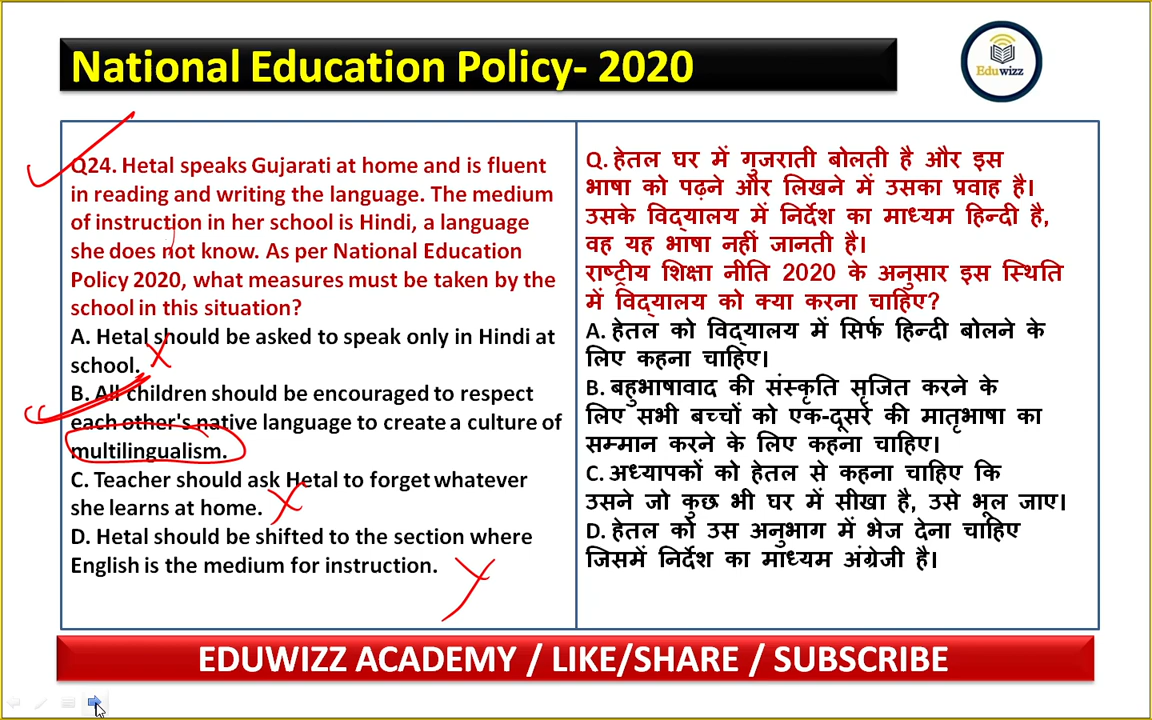 National Education Policy- 2020
Eduwizz
Q24. Hetal speaks Gujarati at home and is fluent
in reading and writing the language. The medium
of instruction in her school is Hindi, a language
she does not know. As per National Education
Policy 2020, what measures must be taken by the
school in this situation?
A. Hetal should be asked to speak only in Hindi at
school.
B. All children should be encouraged to respect
each other's native language to create a culture of
multilingualism.
C. Teacher should ask Hetal to forget whatever
she learns at home.
D. Hetal should be shifted to the section where
English is the medium for instruction.
Q. हेतल घर में गुजराती बोलती है और इस
भाषा को पढ़ने और लिखने में उसका प्रवाह है।
उसके विद्यालय में निर्देश का माध्यम हिन्दी है,
वह यह भाषा नहीं जानती है।
राष्ट्रीय शिक्षा नीति 2020 के अनुसार इस स्थिति
में विद्यालय को क्या करना चाहिए?
A. हेतल को विद्यालय में सिर्फ हिन्दी बोलने के
लिए कहना चाहिए।
B. बहुभाषावाद की संस्कृति सृजित करने के
लिए सभी बच्चों को एक-दूसरे की मातृभाषा का
सम्मान करने के लिए कहना चाहिए।
C. अध्यापकों को हेतल से कहना चाहिए कि
उसने जो कुछ भी घर में सीखा है, उसे भूल जाए।
D. हेतल को उस अनुभाग में भेज देना चाहिए
जिसमें निर्देश का माध्यम अंग्रेजी है।
EDUWIZZ ACADEMY / LIKE/SHARE / SUBSCRIBE